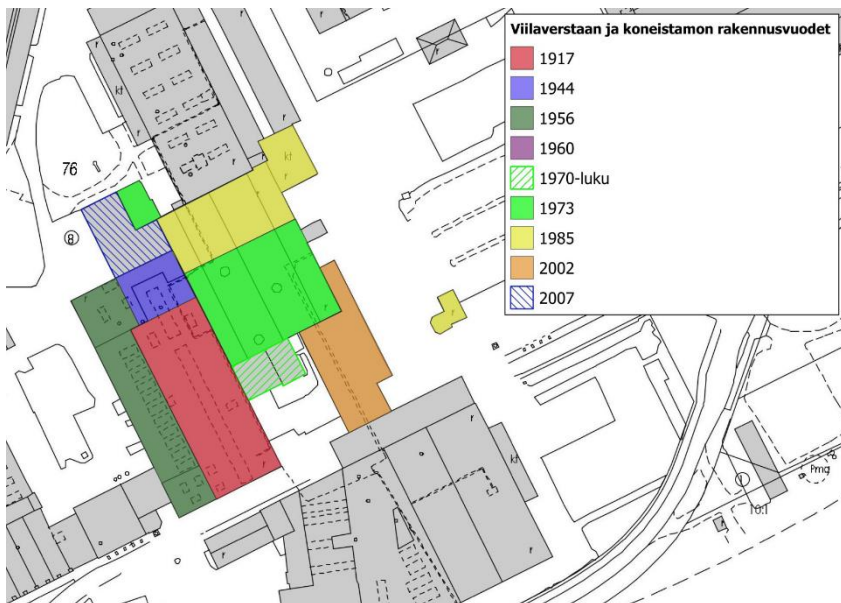 Viilaverstaan ja koneistamon rakennusvuodet
1917
1944
1956
1960
1970-luku
1973
1985
2002
2007
kt
76
8
kt
kt
Pmg
1
10:1